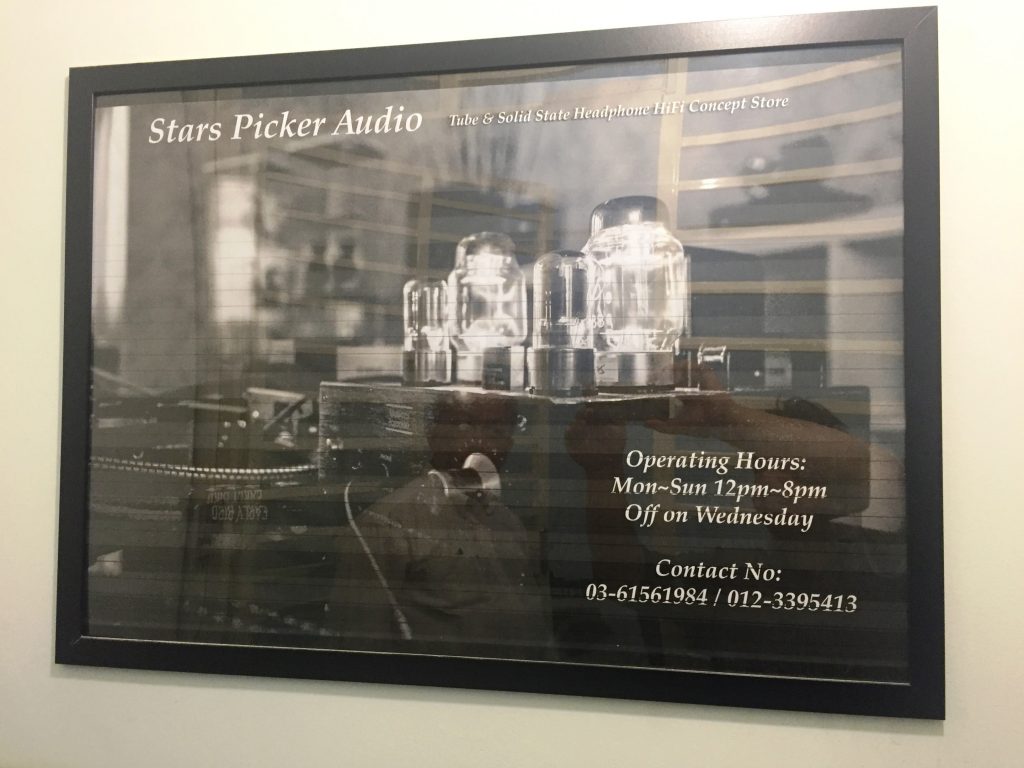 Stars Picker Audio
Tube & Solid State Headphone HiFi Concept Store
Operating Hours:
Mon~Sun 12pm~8pm
Off on Wednesday
Contact No:
03-61561984 / 012-3395413